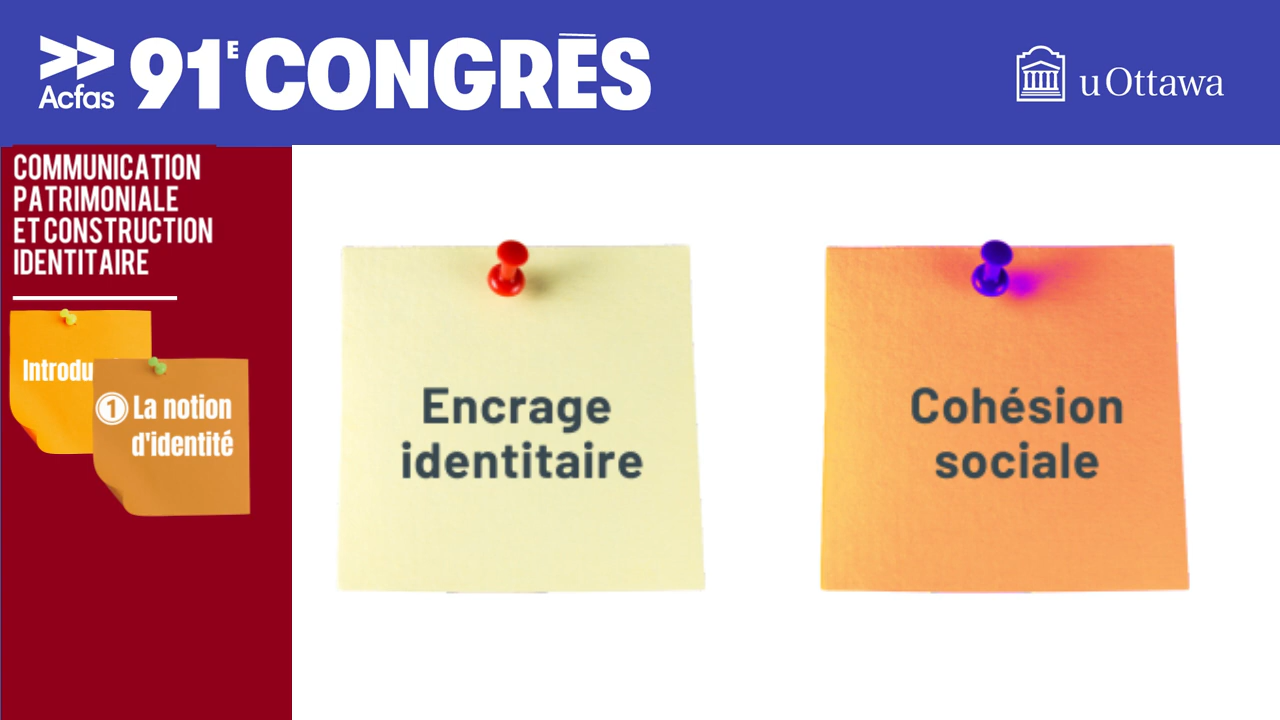 Acfas
91E CONGRÈS
uOttawa
COMMUNICATION
PATRIMONIALE
ET CONSTRUCTION
IDENTITAIRE
Introdu
1 La notion
d'identité
Encrage
identitaire
Cohésion
sociale